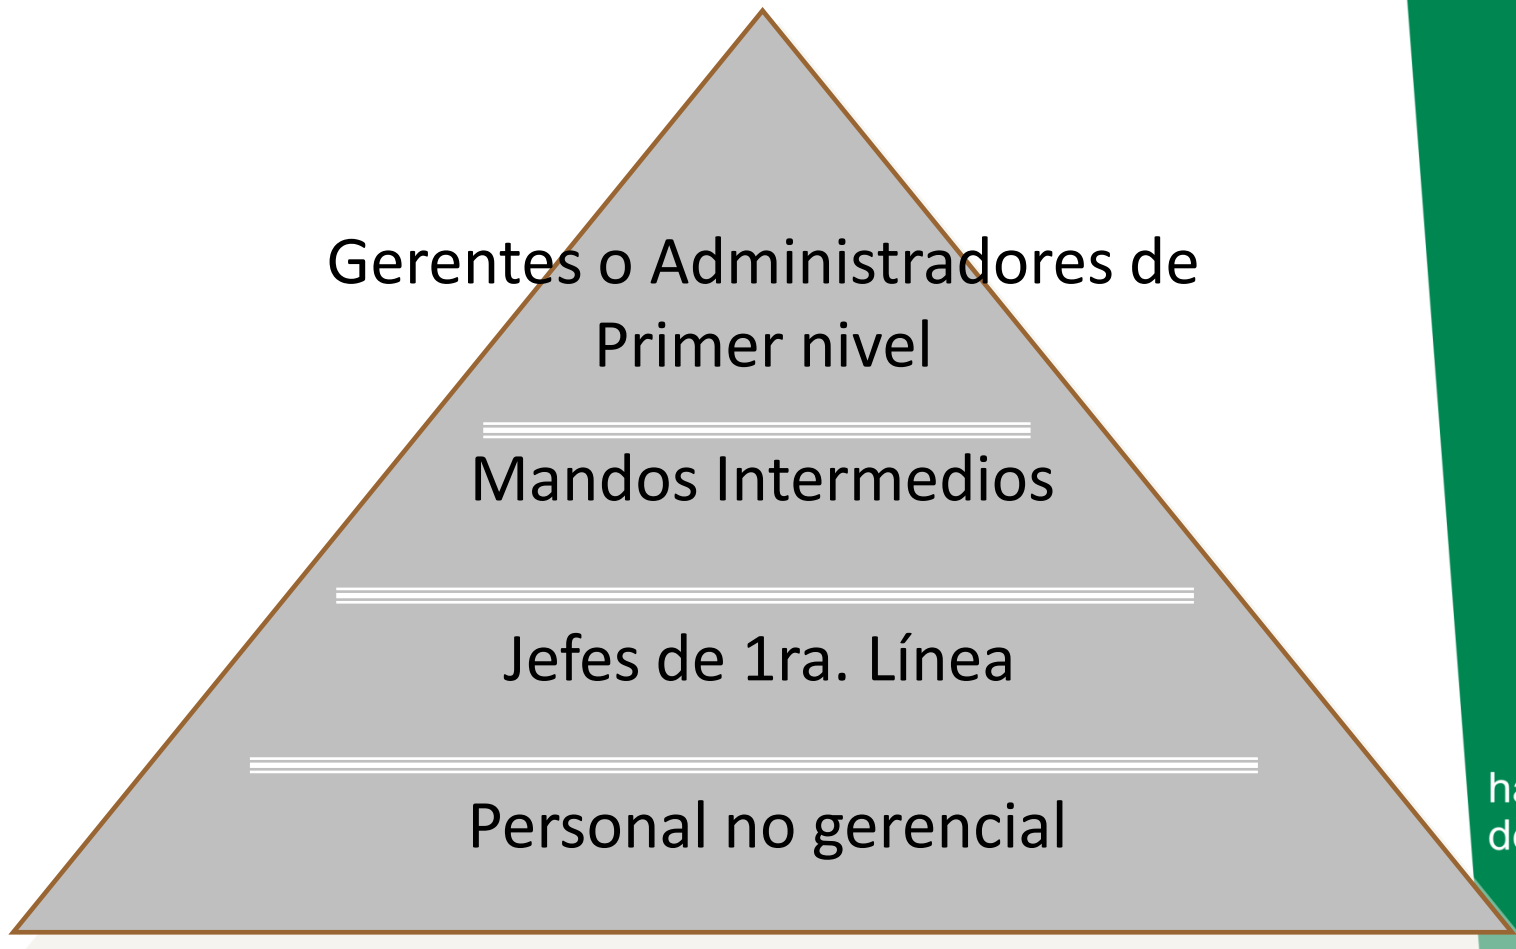 Gerentes o Administradores de
Primer nivel
Mandos Intermedios
Jefes de 1ra. Línea
Personal no gerencial